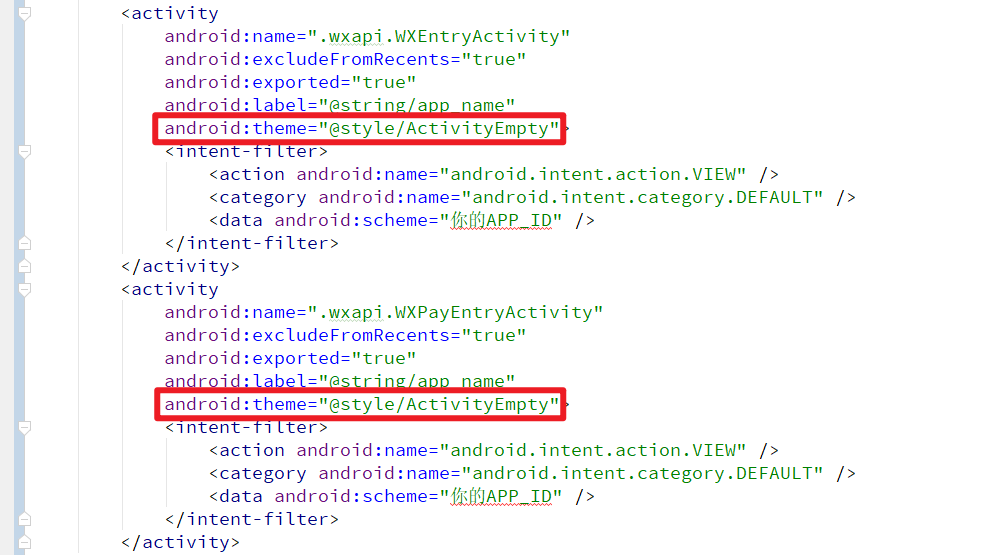 <activity
android:name=".wxapi.WXEntryActivity"
android:excludeFromRecents="true"
android:exported="true"
android:label="@string/app_name"
android:theme="@style/ActivityEmpty">
<intent-filter>
<action android:name="android.intent.action.VIEW" />
<category android:name="android.intent.category.DEFAULT" />
<data android:scheme="你的APP_ID" />
</intent-filter>
</activity>
<activity
android:name=".wxapi.WXPayEntryActivity"
android:excludeFromRecents="true"
android:exported="true"
android:label="@string/app_name"
android:theme="@style/ActivityEmpty">
<intent-filter>
<action android:name="android.intent.action.VIEW" />
<category android:name="android.intent.category.DEFAULT" />
<data android:scheme="你的APP_ID" />
</intent-filter>
</activity>